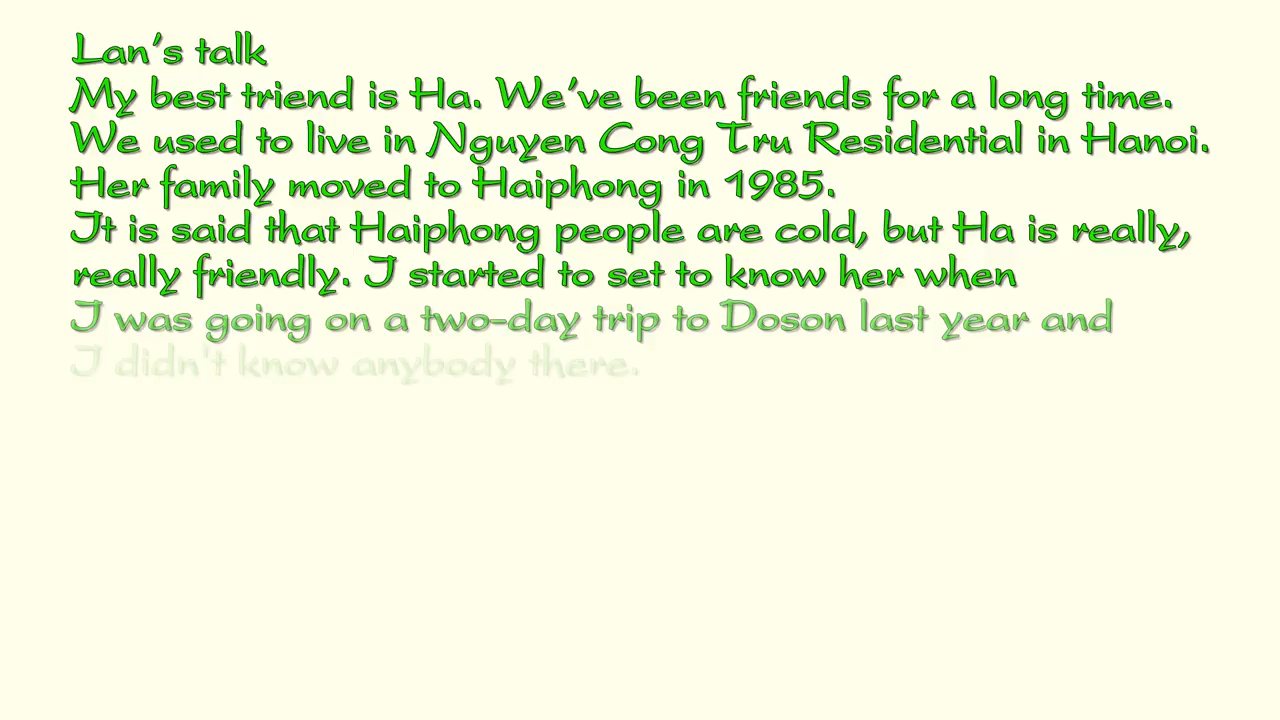 Lan's talk
My best triend is Ha. We've been friends for a long time.
We used to live in Nguyen Cong Tru Residential in Hanoi.
Her family moved to Haiphong in 1985.
It is said that Haiphong people are cold, but Ha is really,
really friendly. I started to set to know her when
I was going on a two-day trip to Doson last year and
I didn't know anybody there.